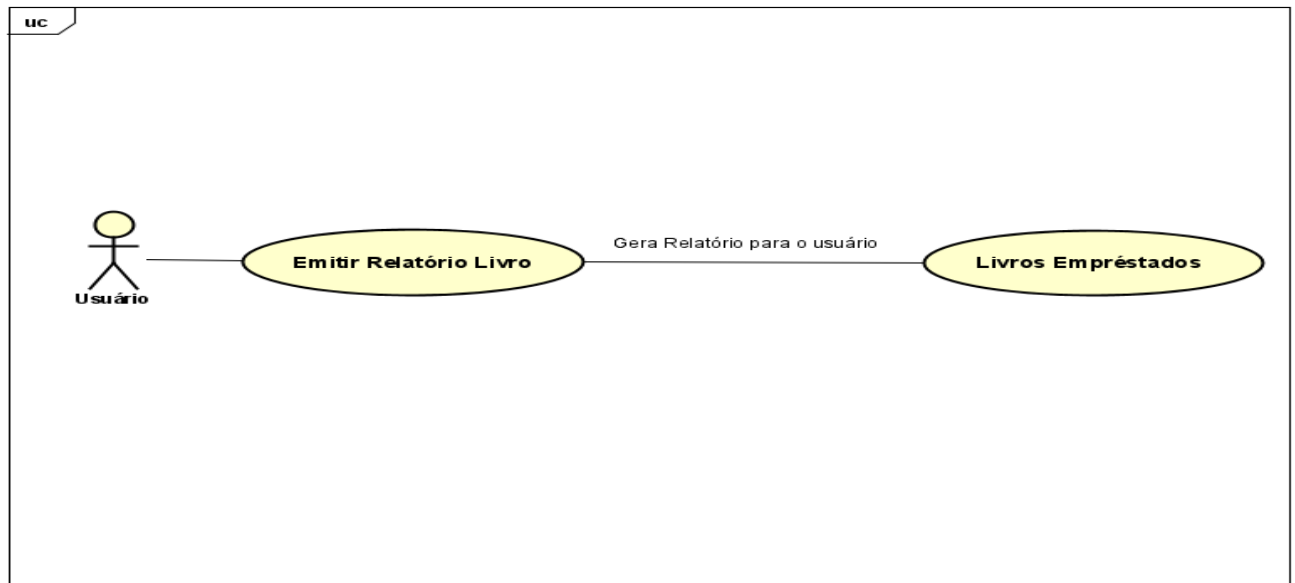 uc
Usuário
Emitir Relatório Livro
Gera Relatório para o usuário
Livros Empréstados